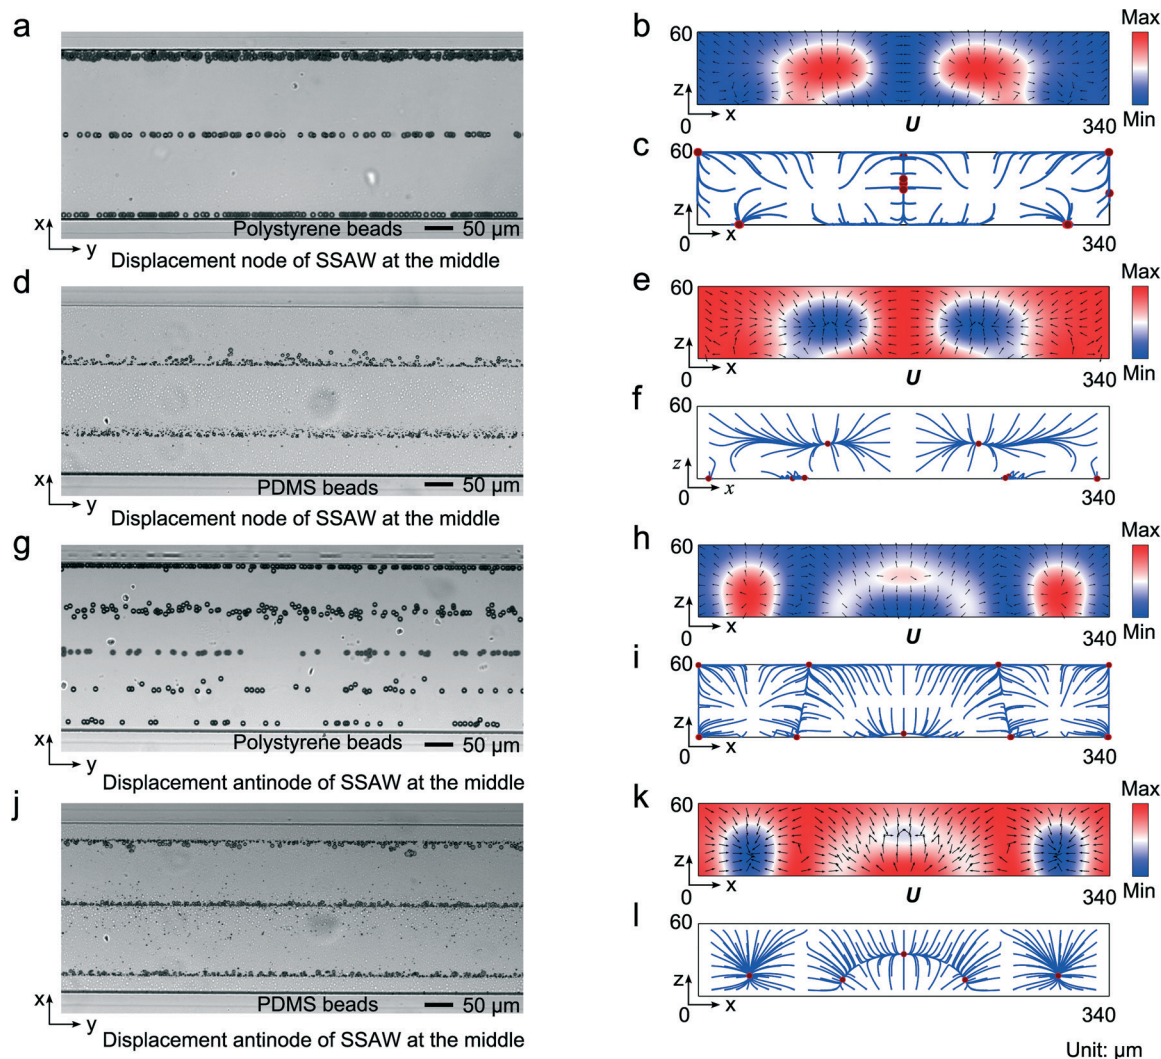 a
Polystyrene beads 50 μm
x
y
Displacement node of SSAW at the middle
b
Max
Min
z
x
0
U
340
c
60
z
x
0
340
d
PDMS beads 50 μm
x
y
Displacement node of SSAW at the middle
e
60
Max
Min
z
x
0
U
340
f
60
z
x
0
340
g
Polystyrene beads 50 μm
x
y
Displacement antinode of SSAW at the middle
h
60
Max
Min
z
x
0
U
340
i
60
z
x
0
340
j
PDMS beads 50 μm
x
y
Displacement antinode of SSAW at the middle
k
60
Max
Min
z
x
0
U
340
l
60
z
x
0
340
Unit: μm